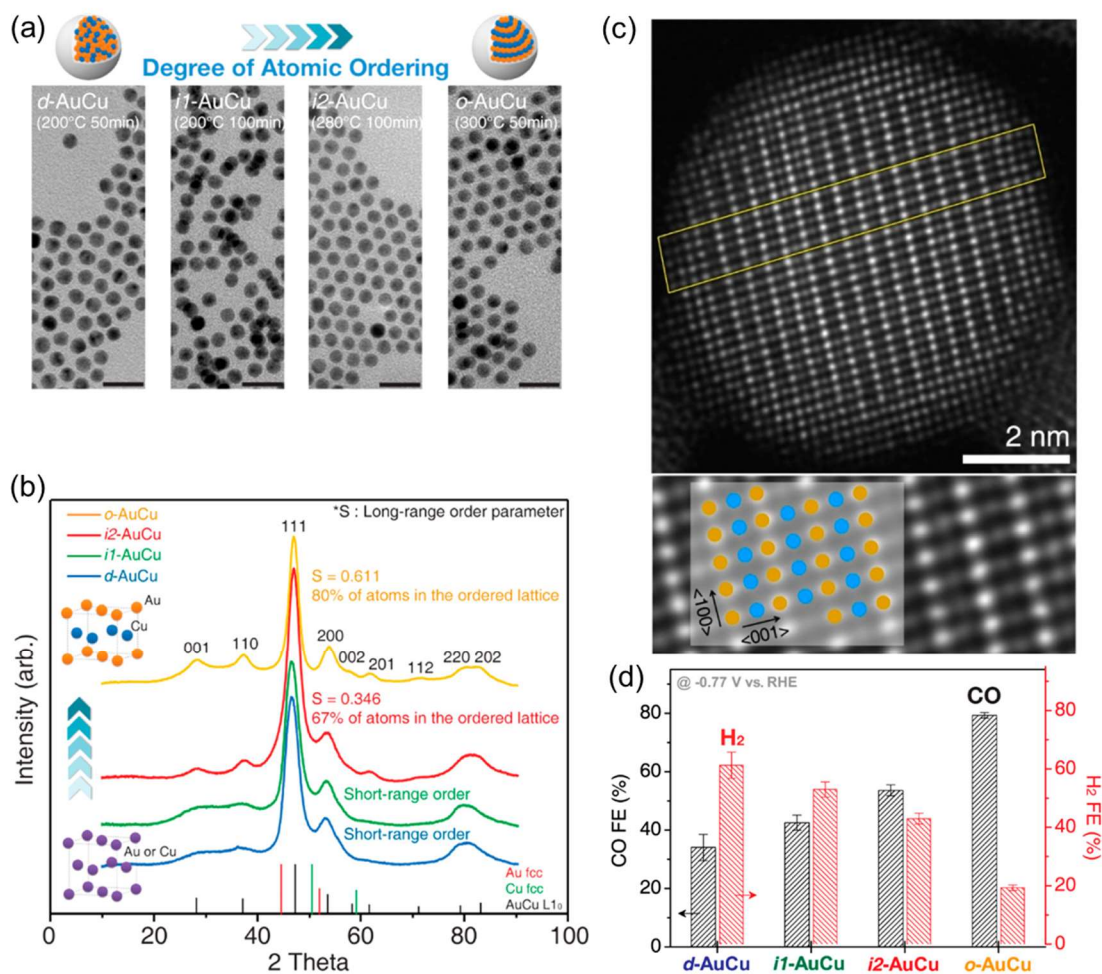 (a)
Degree of Atomic Ordering
d-AuCu
(200°C 50min)
i1-AuCu
(200°C 100min)
i2-AuCu
(280°C 100min)
o-AuCu
(300°C 50min)
(b)
o-AuCu
i2-AuCu
i1-AuCu
d-AuCu
*S : Long-range order parameter
111
S = 0.611
80% of atoms in the ordered lattice
Au
Cu
001
110
200
002
201
112
220
202
S = 0.346
67% of atoms in the ordered lattice
Short-range order
Short-range order
Au or Cu
Au fcc
Cu fcc
AuCu L1₀
Intensity (arb.)
0
20
40
60
80
100
2 Theta
(c)
2 nm
<100>
<001>
(d)
@ -0.77 V vs. RHE
H₂
CO
CO FE (%)
80
60
40
20
0
H₂ FE (%)
80
60
40
20
0
d-AuCu
i1-AuCu
i2-AuCu
o-AuCu